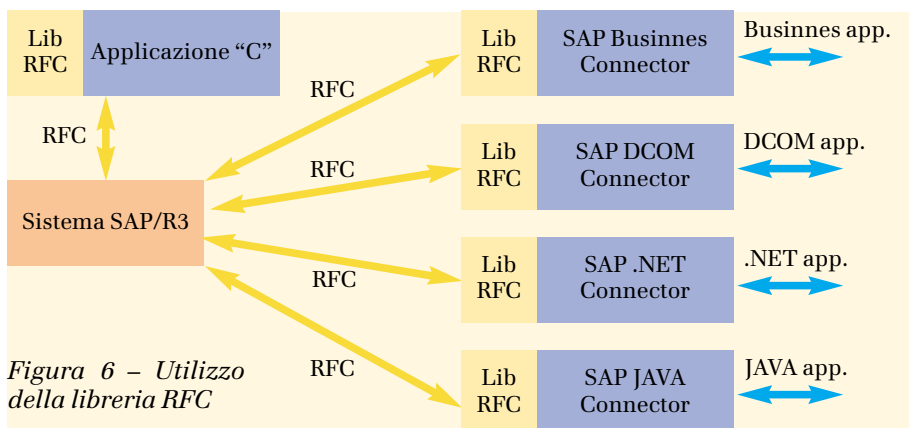 Lib
RFC
Applicazione “C”
RFC
Sistema SAP/R3
RFC
RFC
RFC
RFC
Lib
RFC
SAP Businnes
Connector
Businnes app.
Lib
RFC
SAP DCOM
Connector
DCOM app.
Lib
RFC
SAP .NET
Connector
.NET app.
Lib
RFC
SAP JAVA
Connector
JAVA app.
Figura 6 – Utilizzo
della libreria RFC